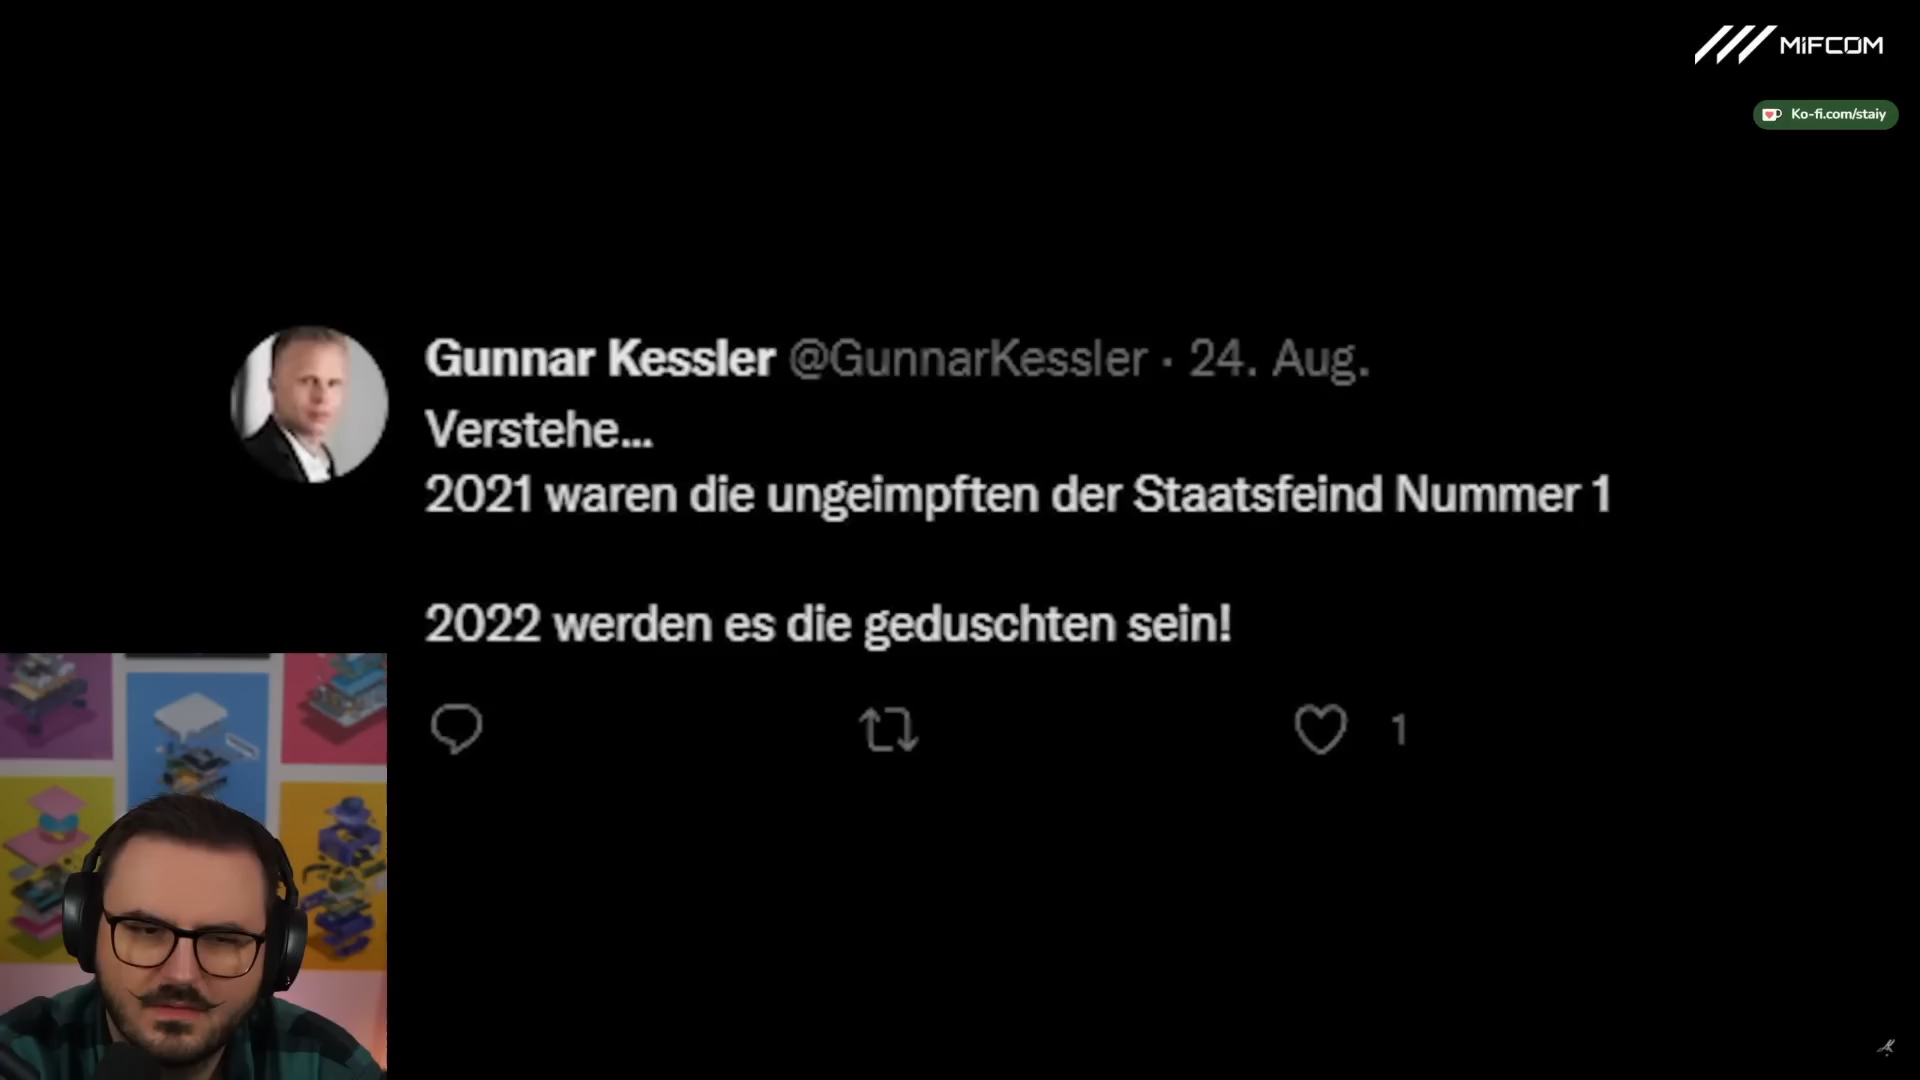 MIFCOM
Ko-fi.com/staiy
Gunnar Kessler @GunnarKessler · 24. Aug.
Verstehe...
2021 waren die ungeimpften der Staatsfeind Nummer 1
2022 werden es die geduschten sein!
1